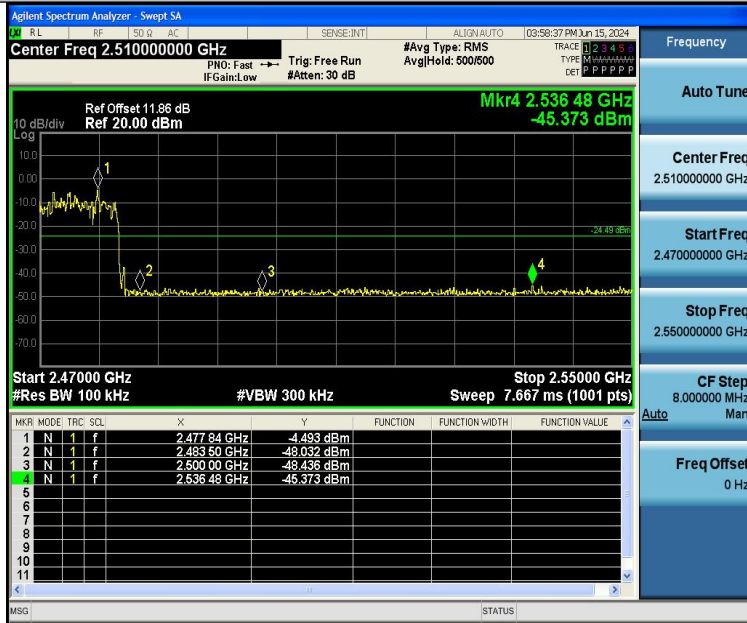 Agilent Spectrum Analyzer - Swept SA
LXI RL RF 50 Ω AC SENSE:INT ALIGN AUTO 03:58:37 PM Jun 15, 2024
Center Freq 2.510000000 GHz #Avg Type: RMS TRACE 1 2 3 4 5 6
PNO: Fast Trig: Free Run Avg|Hold: 500/500 TYPE M
IFGain:Low #Atten: 30 dB DET P P P P P P
Ref Offset 11.86 dB Mkr4 2.536 48 GHz
10 dB/div Ref 20.00 dBm -45.373 dBm
Log
10.0
0.00
-10.0
-20.0
-30.0
-40.0
-50.0
-60.0
-70.0
1
2
3
4
-24.49 dBm
Start 2.47000 GHz Stop 2.55000 GHz
#Res BW 100 kHz #VBW 300 kHz Sweep 7.667 ms (1001 pts)
MKR MODE TRC SCL X Y FUNCTION FUNCTION WIDTH FUNCTION VALUE
1 N 1 f 2.477 84 GHz -4.493 dBm
2 N 1 f 2.483 50 GHz -48.032 dBm
3 N 1 f 2.500 00 GHz -48.436 dBm
4 N 1 f 2.536 48 GHz -45.373 dBm
5
6
7
8
9
10
11
MSG STATUS
Frequency
Auto Tune
Center Freq
2.510000000 GHz
Start Freq
2.470000000 GHz
Stop Freq
2.550000000 GHz
CF Step
8.000000 MHz
Auto Man
Freq Offset
0 Hz